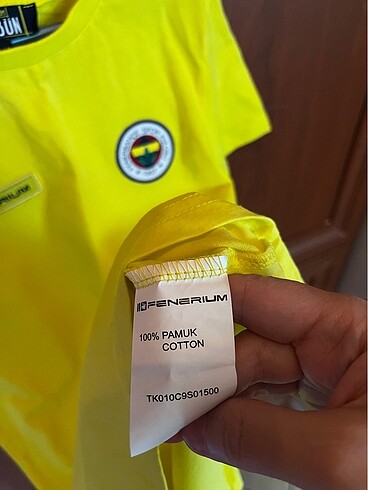 FENERIUM
100% PAMUK
COTTON
TK010C9S01500